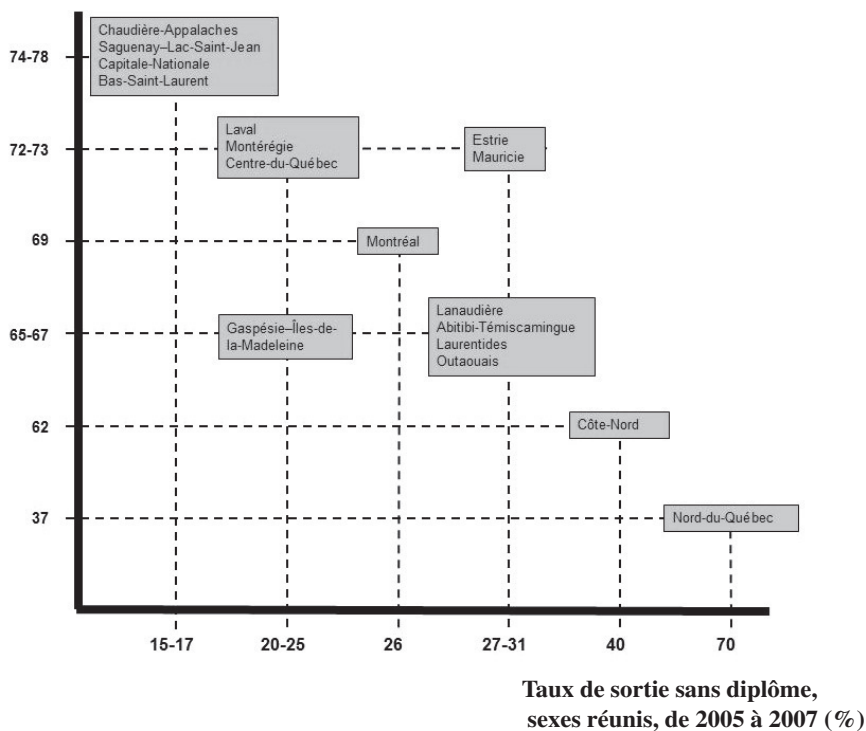 74-78
Chaudière-Appalaches
Saguenay–Lac-Saint-Jean
Capitale-Nationale
Bas-Saint-Laurent
72-73
Laval
Montérégie
Centre-du-Québec
Estrie
Mauricie
69
Montréal
65-67
Gaspésie–Îles-de-
la-Madeleine
Lanaudière
Abitibi-Témiscamingue
Laurentides
Outaouais
62
Côte-Nord
37
Nord-du-Québec
15-17 20-25 26 27-31 40 70
Taux de sortie sans diplôme,
sexes réunis, de 2005 à 2007 (%)